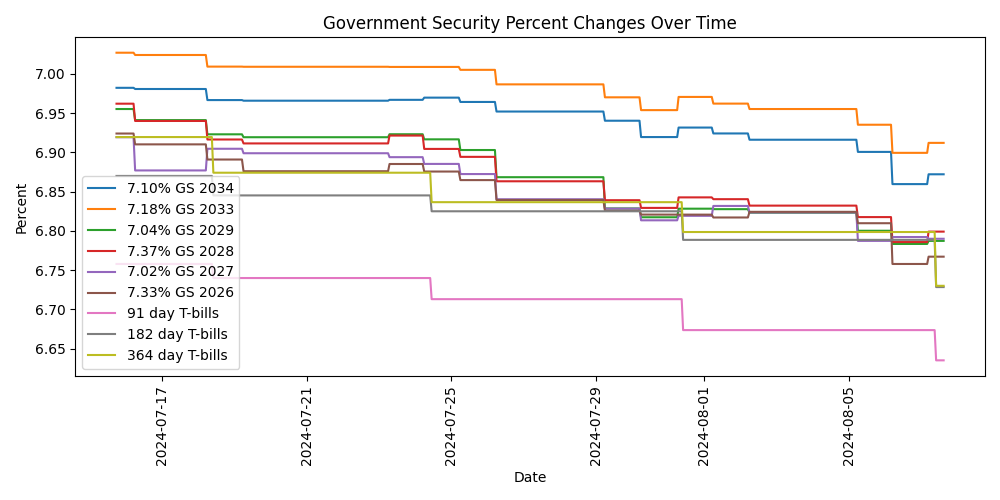 Government Security Percent Changes Over Time
Percent
7.00
6.95
6.90
6.85
6.80
6.75
6.70
6.65
7.10% GS 2034
7.18% GS 2033
7.04% GS 2029
7.37% GS 2028
7.02% GS 2027
7.33% GS 2026
91 day T-bills
182 day T-bills
364 day T-bills
2024-07-17
2024-07-21
2024-07-25
2024-07-29
2024-08-01
2024-08-05
Date